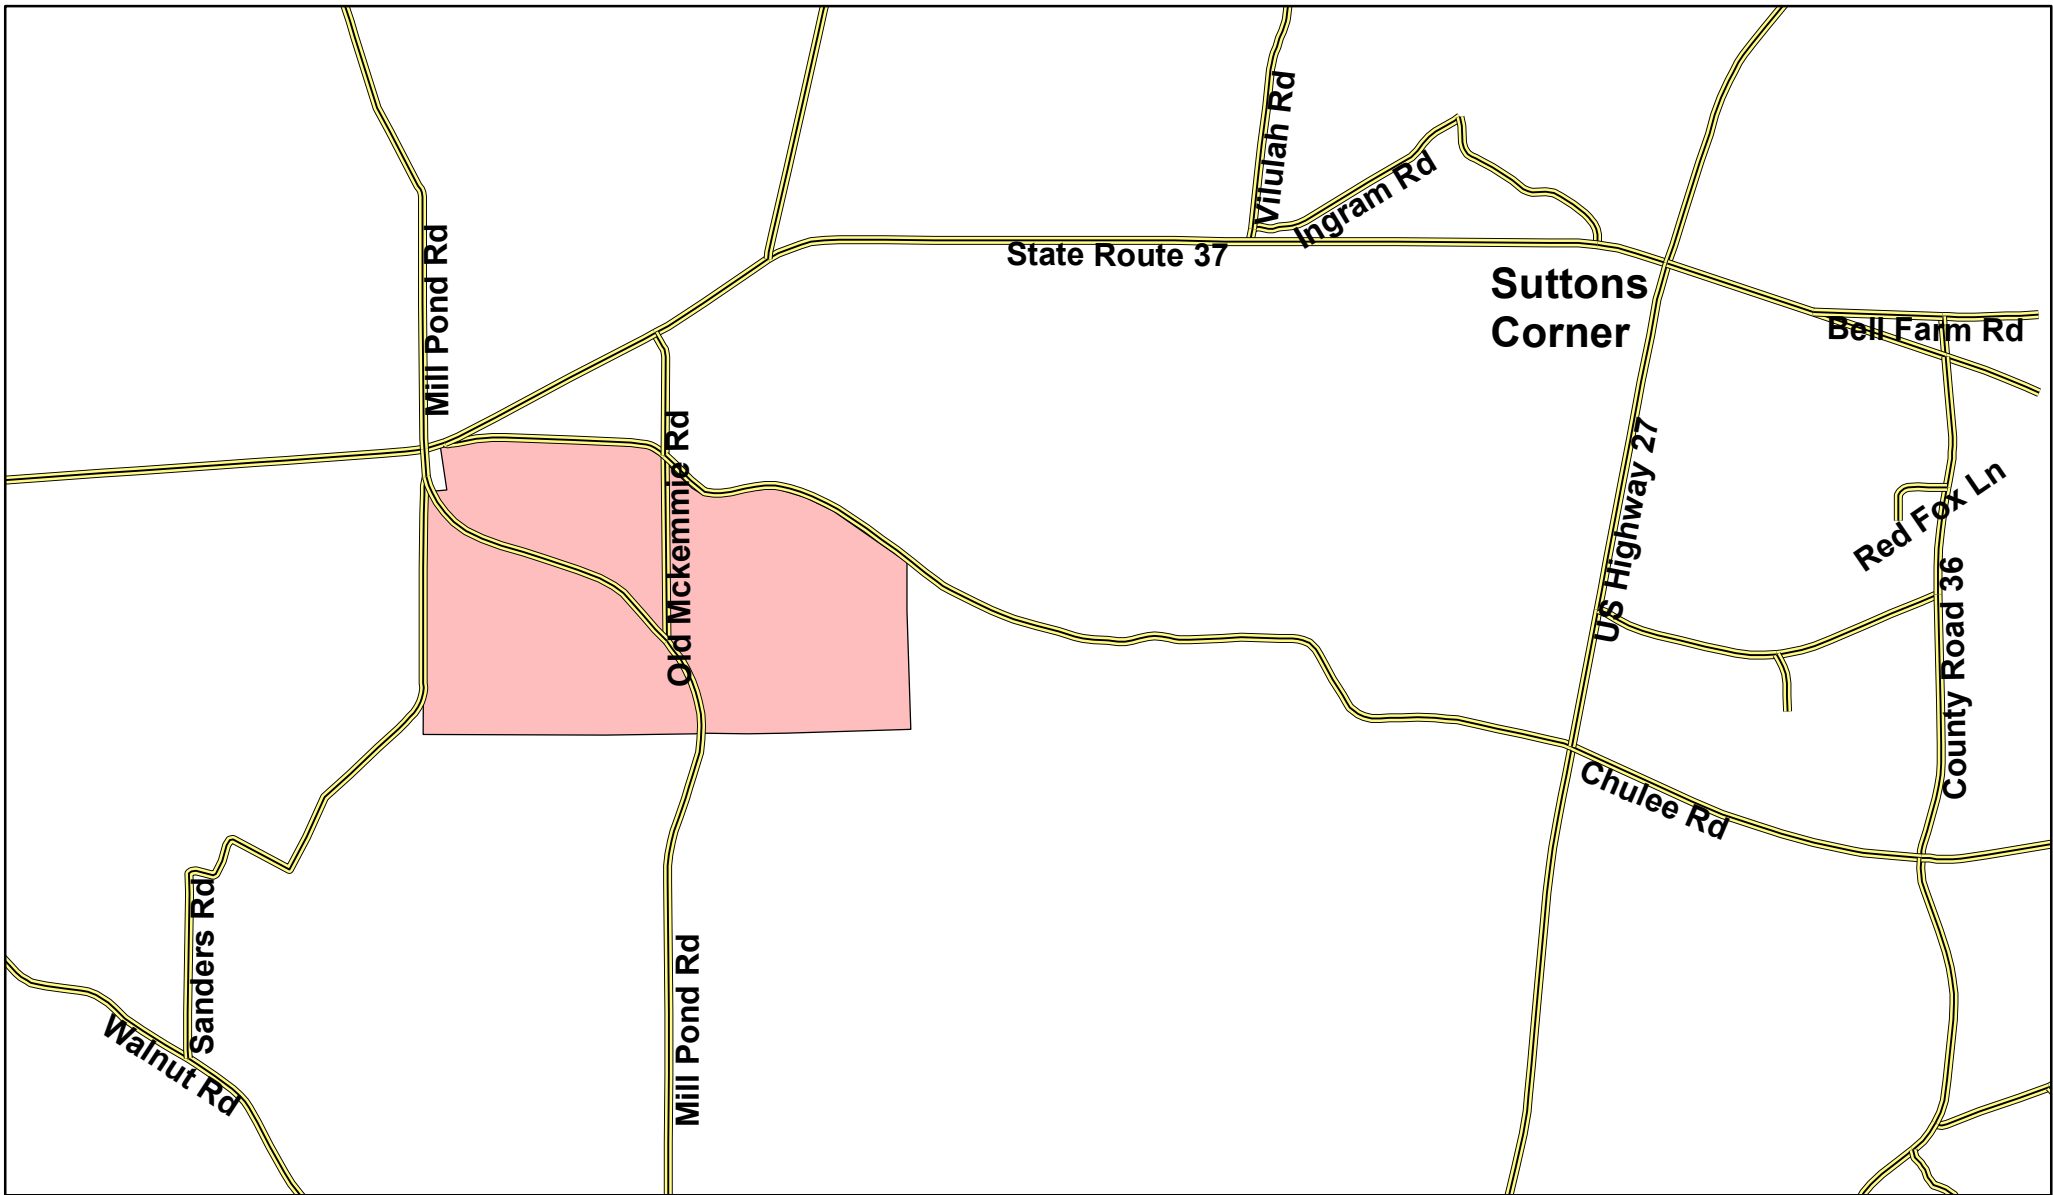 Vilulah Rd
Ingram Rd
State Route 37
Mill Pond Rd
Suttons
Corner
Bell Farm Rd
Old Mckemmie Rd
US Highway 27
Red Fox Ln
County Road 36
Chulee Rd
Sanders Rd
Walnut Rd
Mill Pond Rd